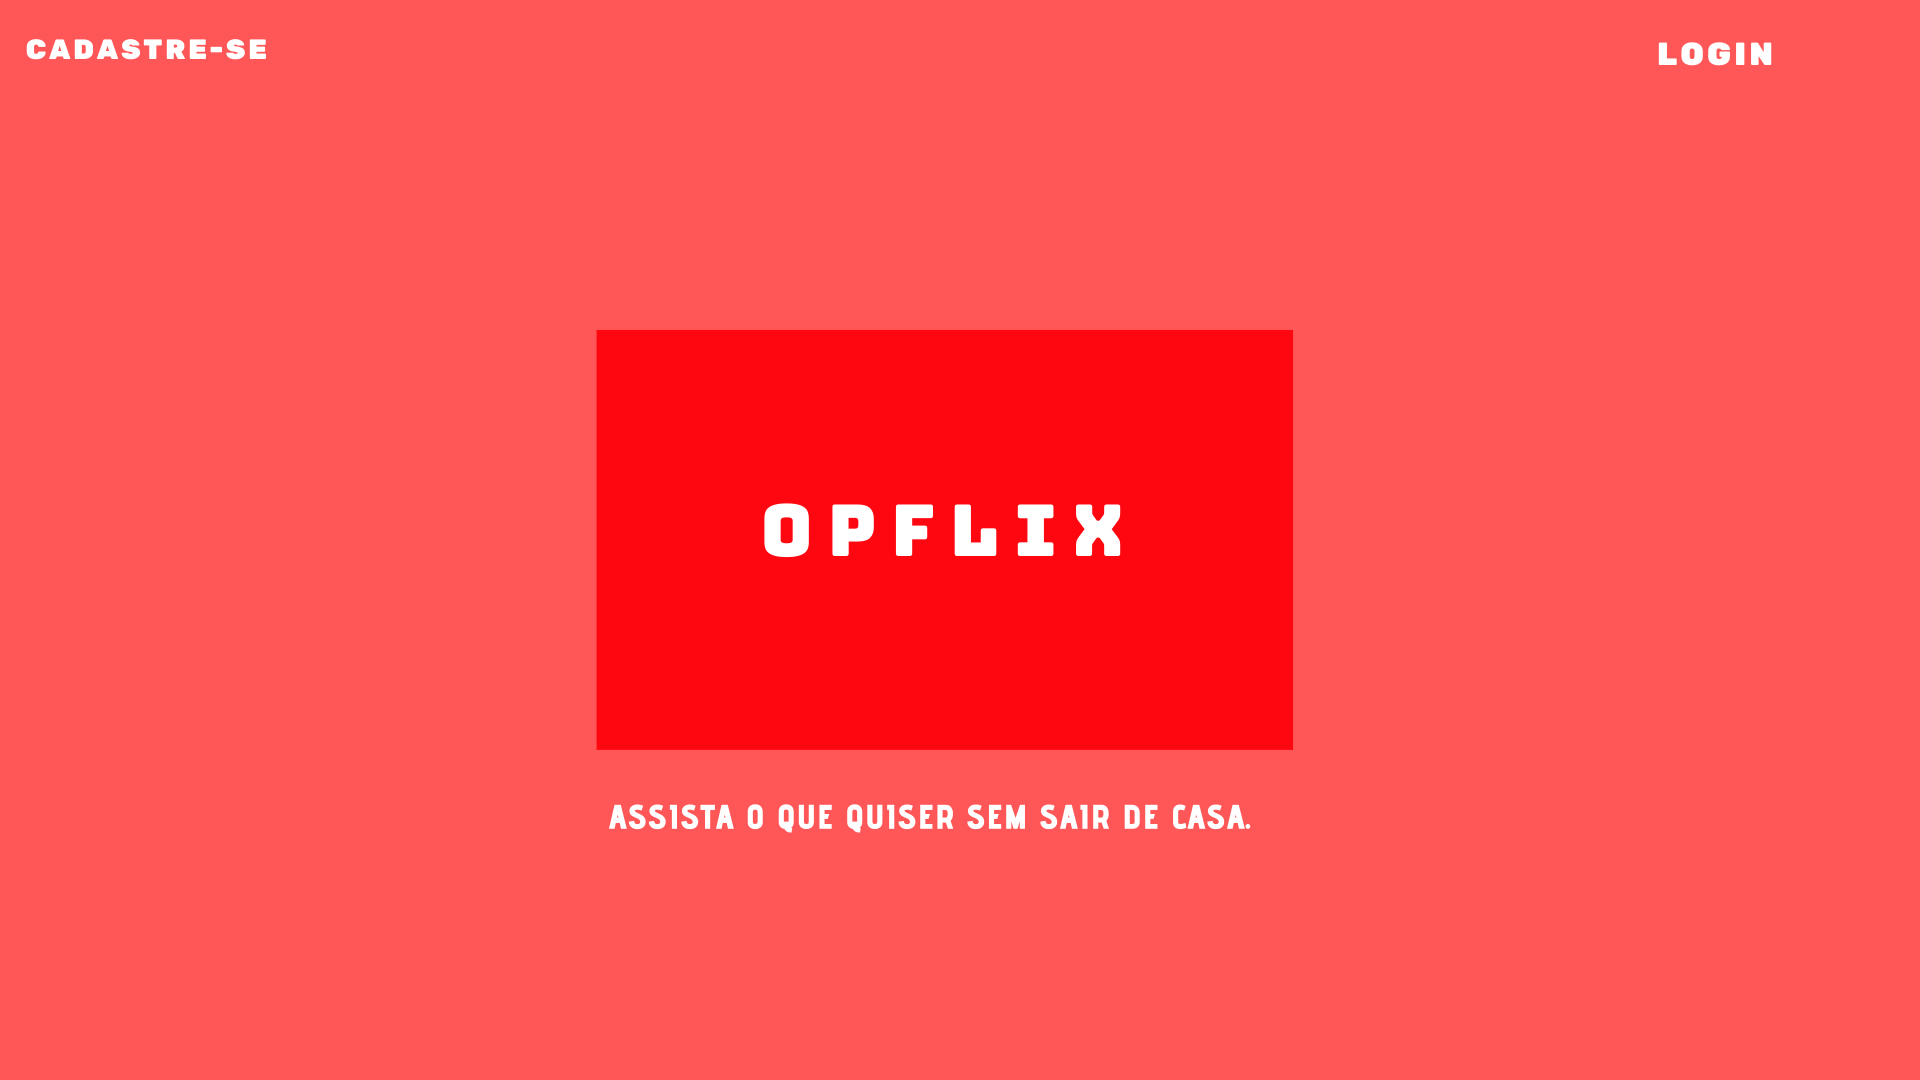 CADASTRE-SE
LOGIN
OPFLIX
ASSISTA O QUE QUISER SEM SAIR DE CASA.